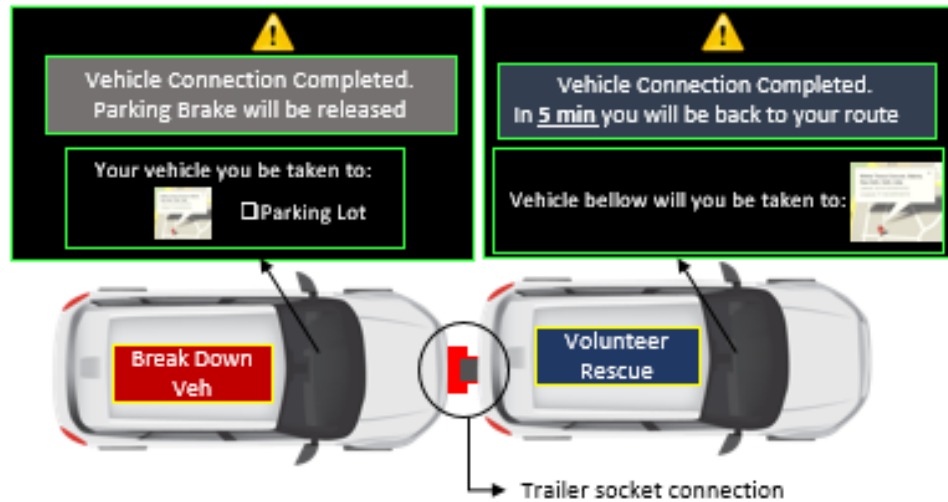 Vehicle Connection Completed.
Parking Brake will be released
Your vehicle you be taken to:
☐Parking Lot
Vehicle Connection Completed.
In 5 min you will be back to your route
Vehicle bellow will you be taken to:
Break Down
Veh
Volunteer
Rescue
Trailer socket connection